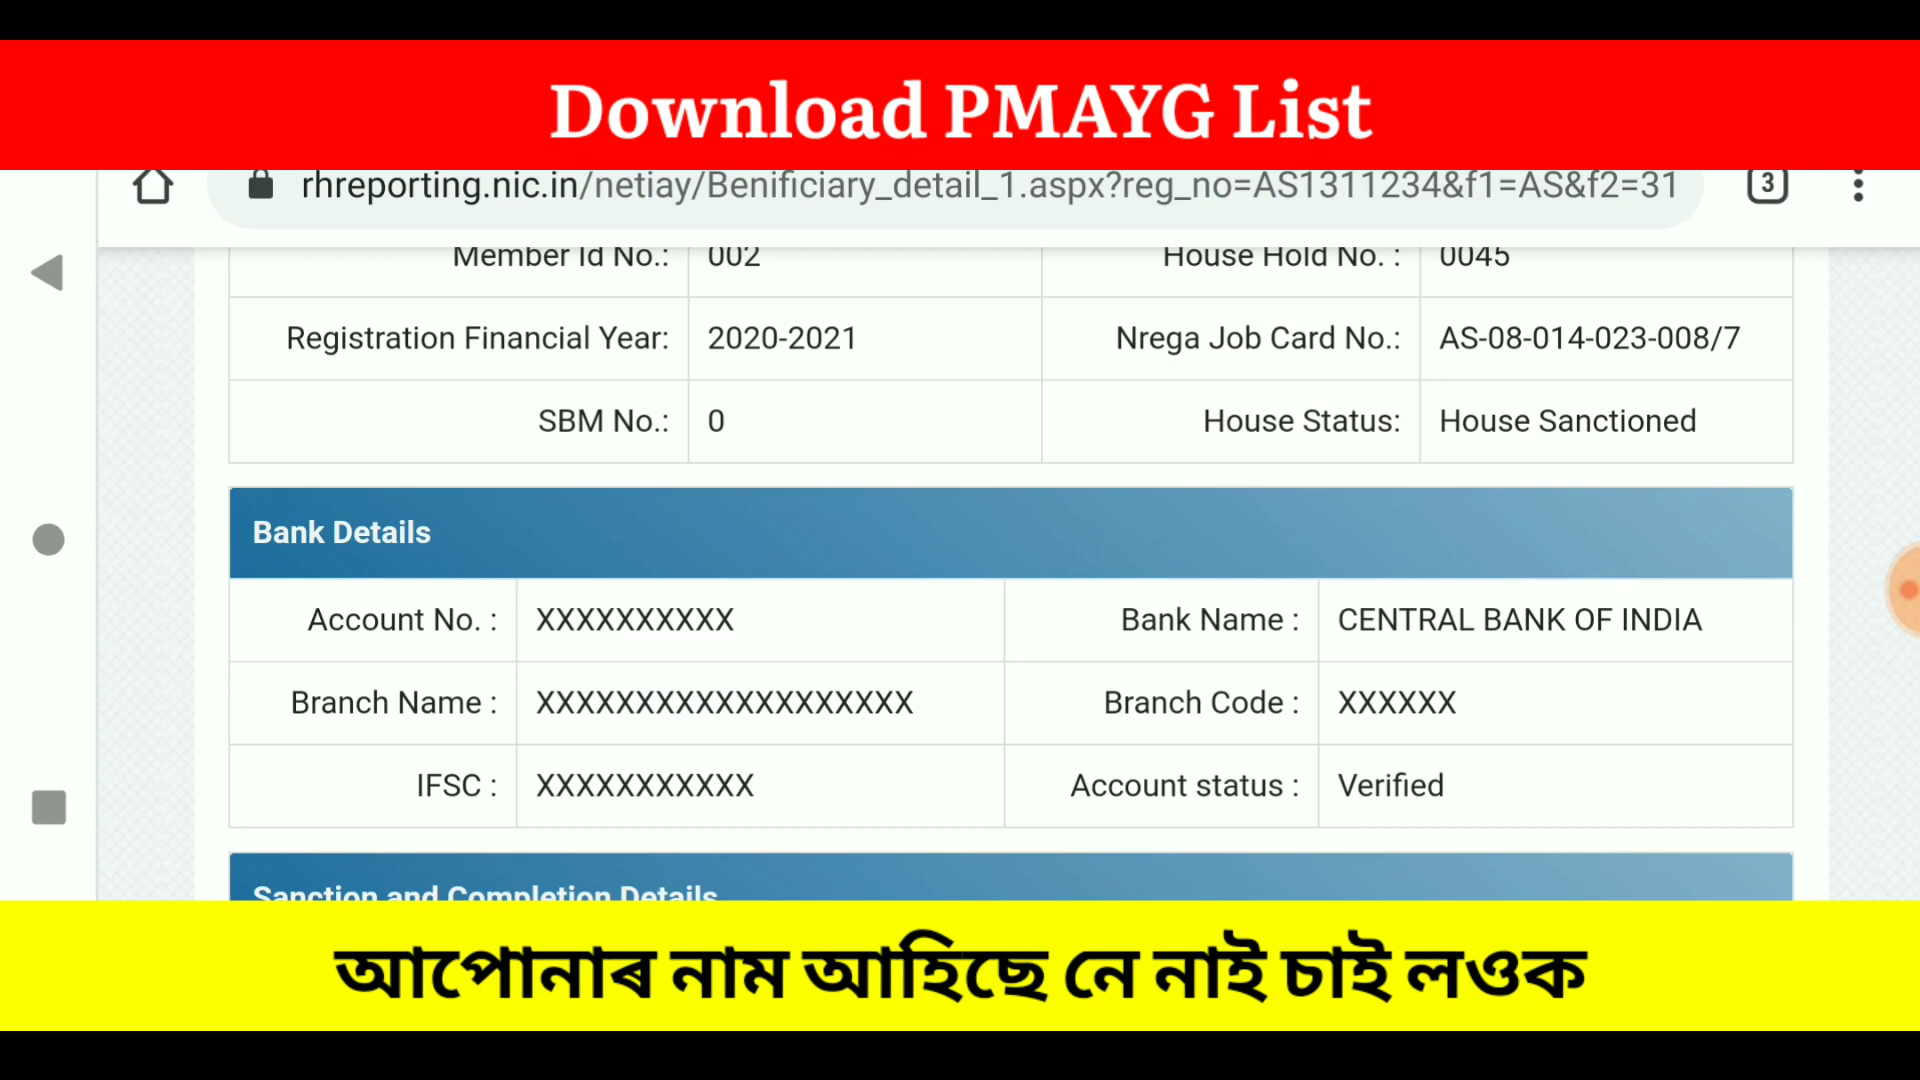 Download PMAYG List
rhreporting.nic.in/netiay/Benificiary_detail_1.aspx?reg_no=AS1311234&f1=AS&f2=31 3
Member Id No.: 002 House Hold No. : 0045
Registration Financial Year: 2020-2021 Nrega Job Card No.: AS-08-014-023-008/7
SBM No.: 0 House Status: House Sanctioned
Bank Details
Account No. : XXXXXXXXXX Bank Name : CENTRAL BANK OF INDIA
Branch Name : XXXXXXXXXXXXXXXXXXX Branch Code : XXXXXX
IFSC : XXXXXXXXXXX Account status : Verified
Sanction and Completion Details
আপোনাৰ নাম আহিছে নে নাই চাই লওক